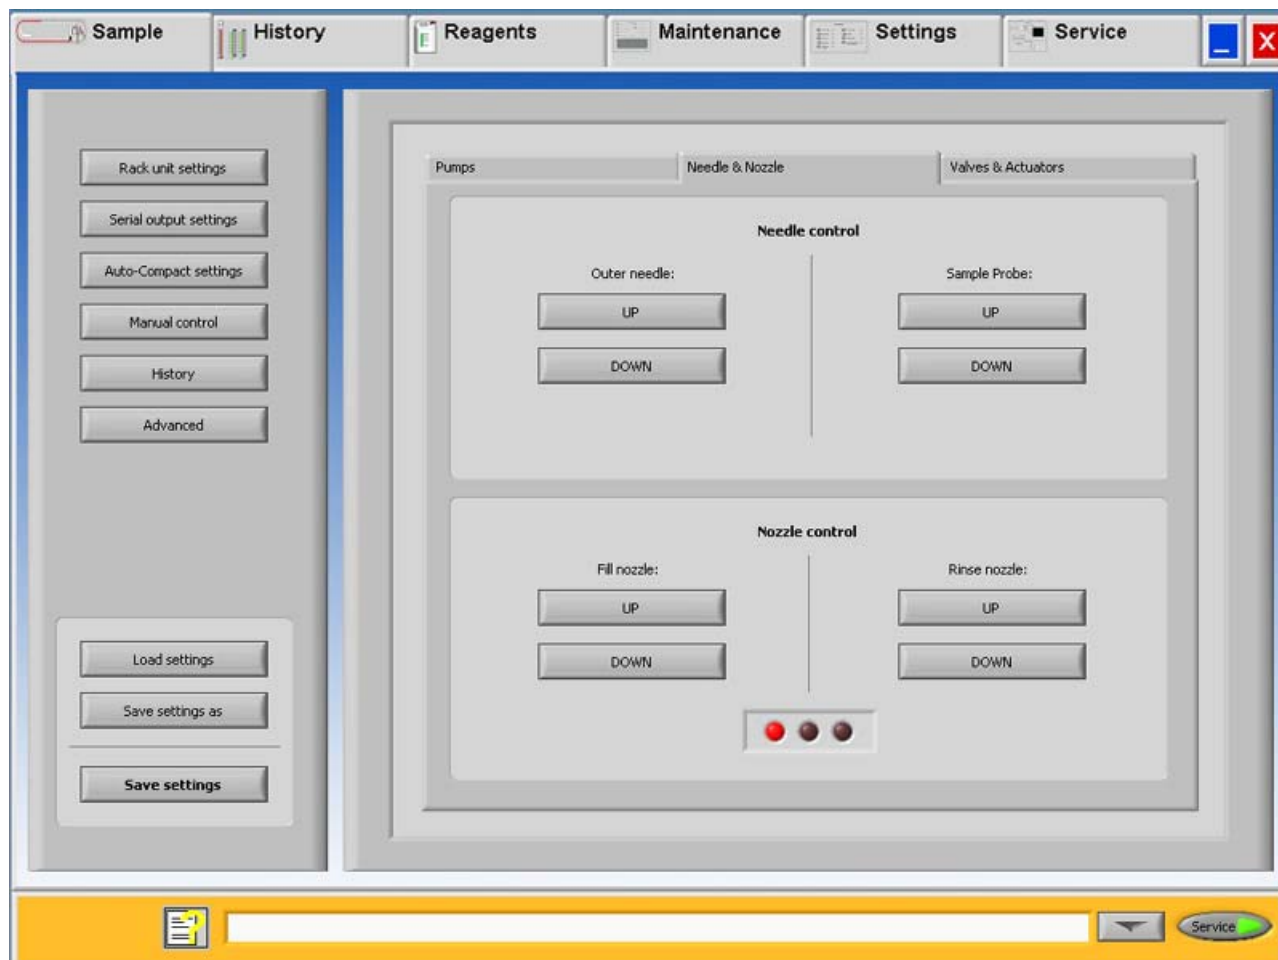 Sample
History
Reagents
Maintenance
Settings
Service
_
X
Rack unit settings
Serial output settings
Auto-Compact settings
Manual control
History
Advanced
Load settings
Save settings as
Save settings
Pumps
Needle & Nozzle
Valves & Actuators
Needle control
Outer needle:
UP
DOWN
Sample Probe:
UP
DOWN
Nozzle control
Fill nozzle:
UP
DOWN
Rinse nozzle:
UP
DOWN
Service